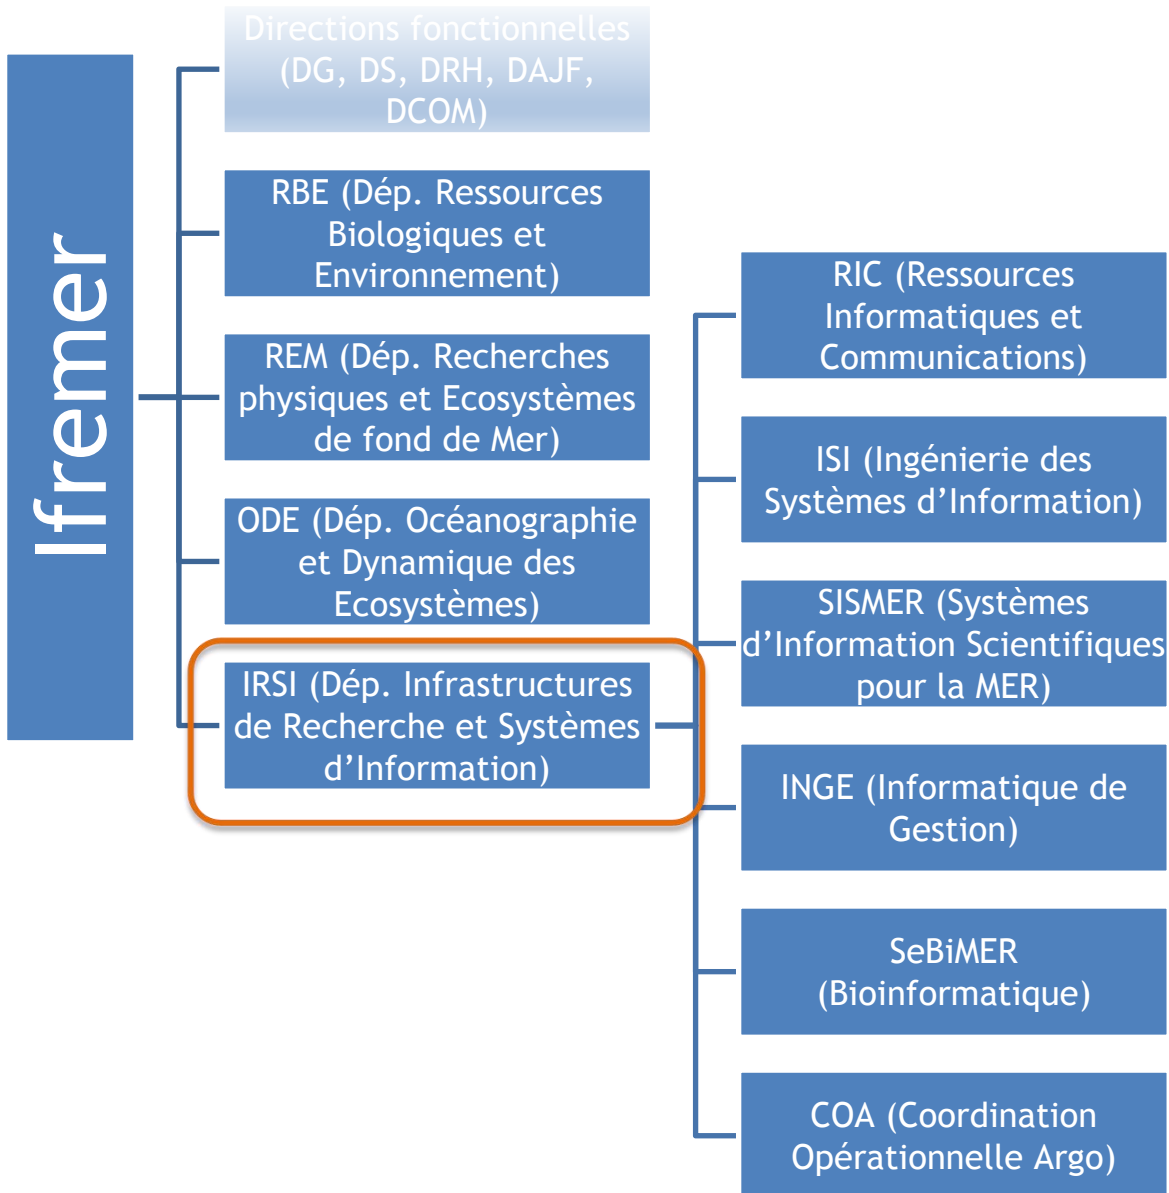 Ifremer
Directions fonctionnelles
(DG, DS, DRH, DAJF,
DCOM)
RBE (Dép. Ressources
Biologiques et
Environnement)
REM (Dép. Recherches
physiques et Ecosystèmes
de fond de Mer)
ODE (Dép. Océanographie
et Dynamique des
Ecosystèmes)
IRSI (Dép. Infrastructures
de Recherche et Systèmes
d’Information)
RIC (Ressources
Informatiques et
Communications)
ISI (Ingénierie des
Systèmes d’Information)
SISMER (Systèmes
d’Information Scientifiques
pour la MER)
INGE (Informatique de
Gestion)
SeBiMER
(Bioinformatique)
COA (Coordination
Opérationnelle Argo)